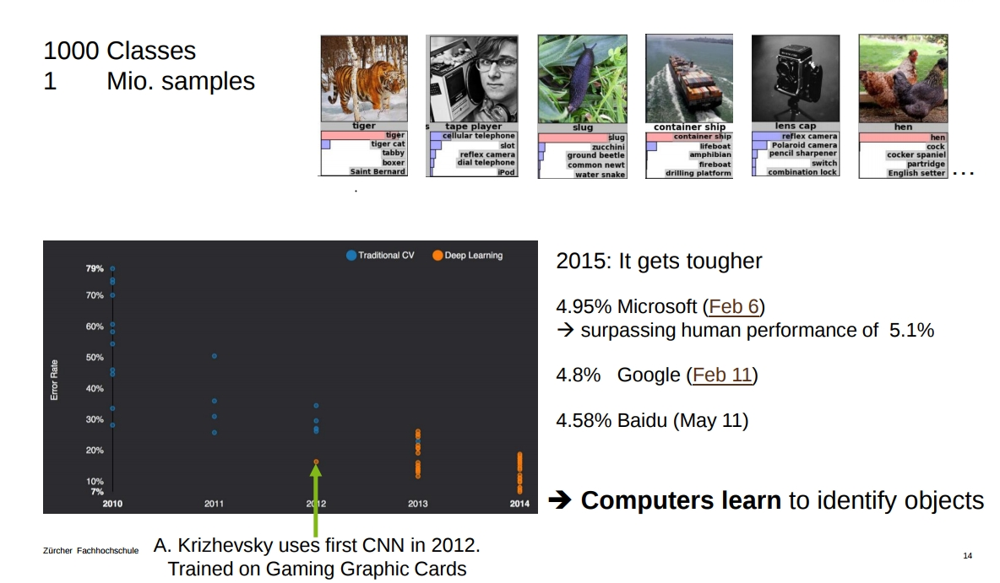 1000 Classes
1 Mio. samples
tiger
tiger
tiger cat
tabby
boxer
Saint Bernard
s tape player
cellular telephone
slot
reflex camera
dial telephone
iPod
slug
slug
zucchini
ground beetle
common newt
water snake
container ship
container ship
lifeboat
amphibian
fireboat
drilling platform
lens cap
reflex camera
Polaroid camera
pencil sharpener
switch
combination lock
hen
hen
cock
cocker spaniel
partridge
English setter
...
.
Traditional CV Deep Learning
Error Rate
79%
70%
60%
50%
40%
30%
20%
10%
7%
2010 2011 2012 2013 2014
2015: It gets tougher
4.95% Microsoft (Feb 6)
→ surpassing human performance of 5.1%
4.8% Google (Feb 11)
4.58% Baidu (May 11)
➔ Computers learn to identify objects
A. Krizhevsky uses first CNN in 2012.
Trained on Gaming Graphic Cards
Zürcher Fachhochschule
14